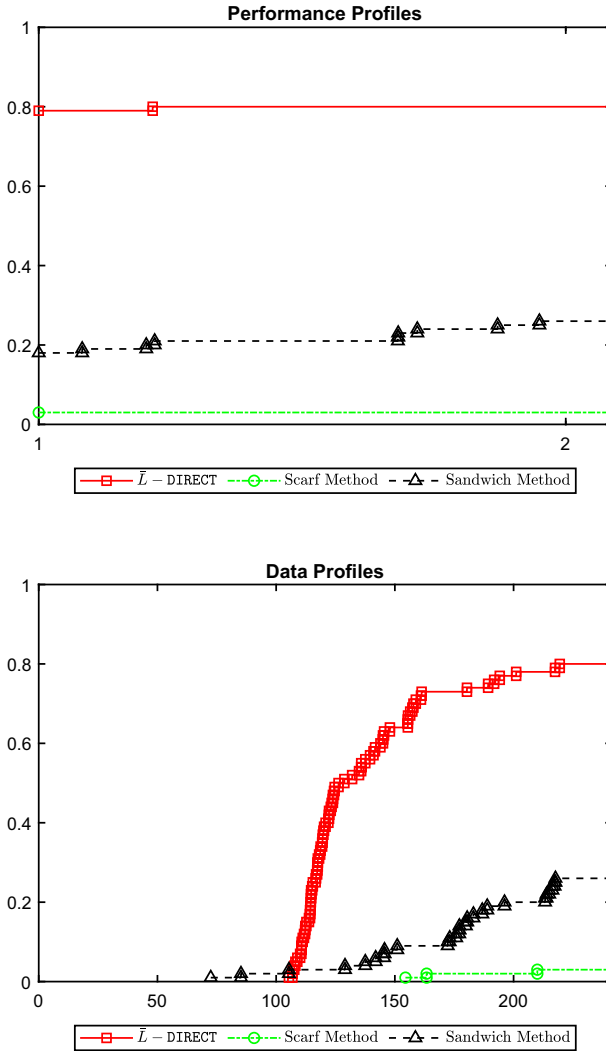 Performance Profiles
1
0.8
0.6
0.4
0.2
0
1 2
L̄ − DIRECT Scarf Method Sandwich Method
Data Profiles
1
0.8
0.6
0.4
0.2
0
0 50 100 150 200
L̄ − DIRECT Scarf Method Sandwich Method